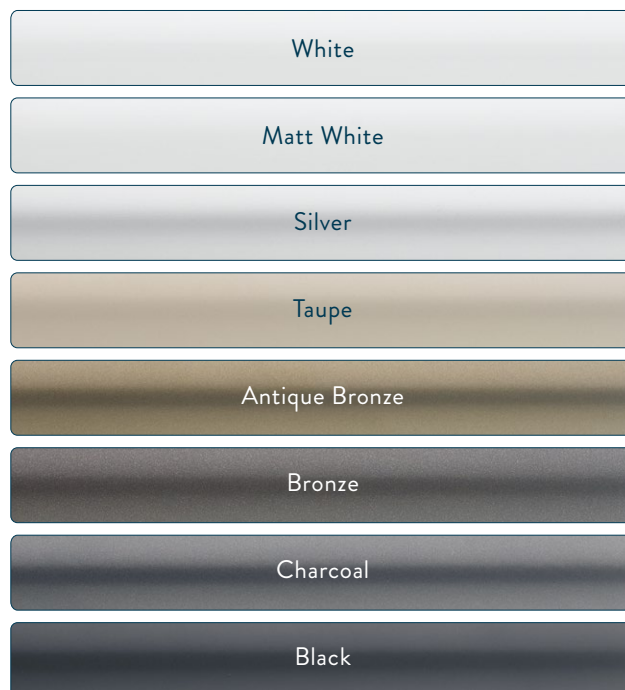 White
Matt White
Silver
Taupe
Antique Bronze
Bronze
Charcoal
Black